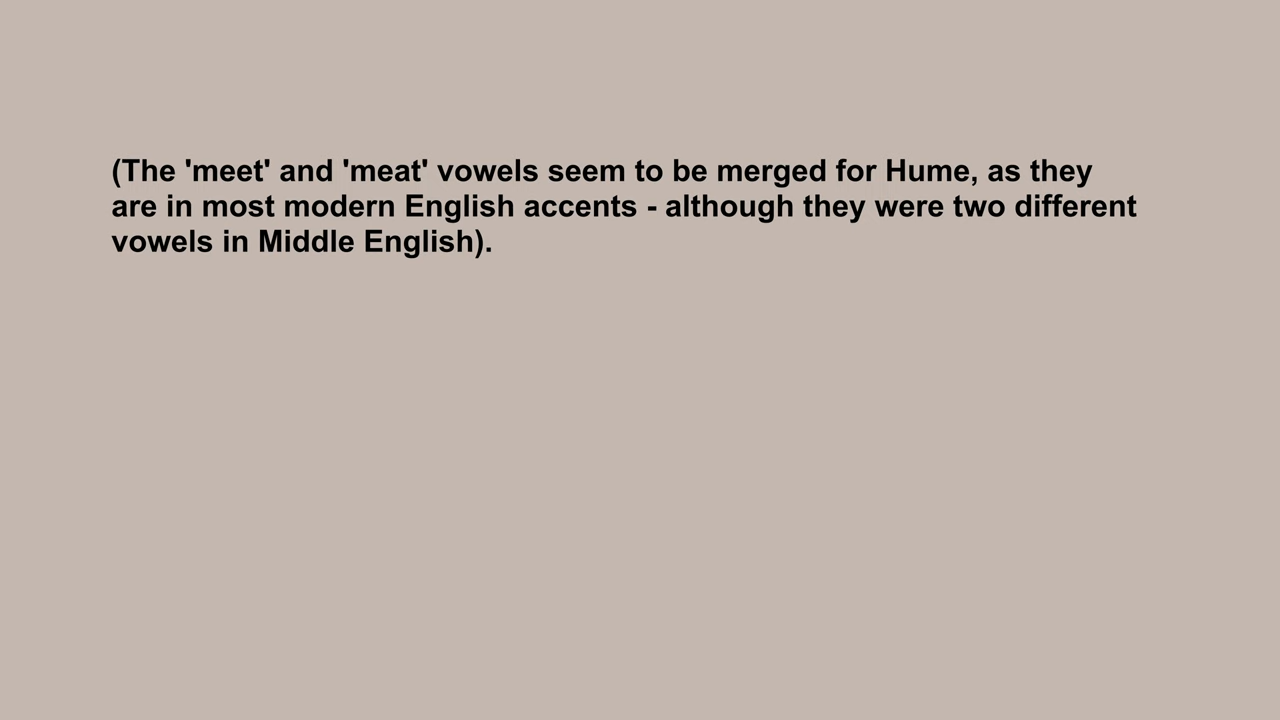 (The 'meet' and 'meat' vowels seem to be merged for Hume, as they
are in most modern English accents - although they were two different
vowels in Middle English).